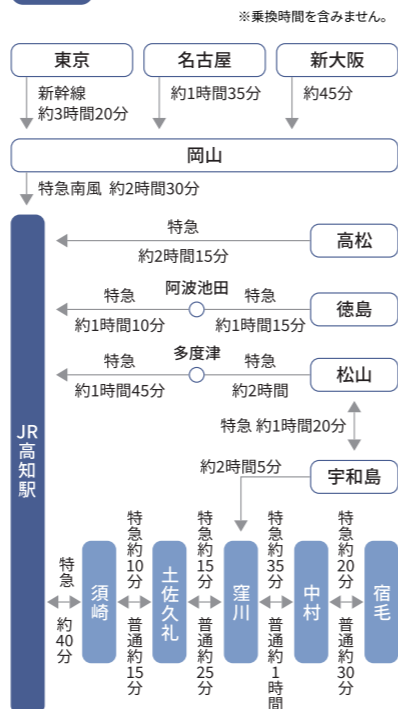 ※乗換時間を含みません。
東京
名古屋
新大阪
新幹線
約3時間20分
約1時間35分
約45分
岡山
特急南風 約2時間30分
特急
高松
約2時間15分
特急
阿波池田
特急
徳島
約1時間10分
約1時間15分
特急
多度津
特急
松山
約1時間45分
約2時間
特急 約1時間20分
約2時間5分
宇和島
JR高知駅
特急
約40分
須崎
特急約10分
普通約15分
土佐久礼
特急約15分
普通約25分
窪川
特急約35分
普通約1時間
中村
特急約20分
普通約30分
宿毛